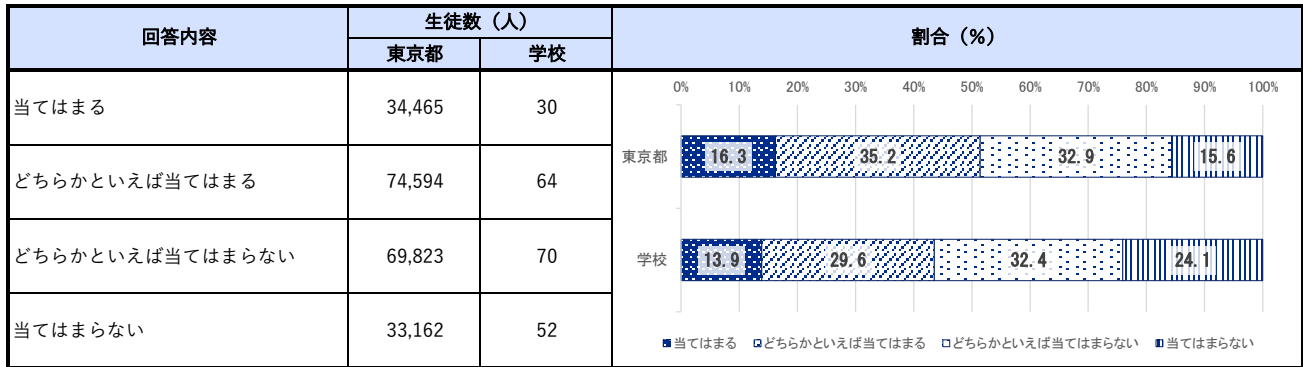 回答内容 生徒数（人） 割合（%）
東京都 学校
0% 10% 20% 30% 40% 50% 60% 70% 80% 90% 100%
当てはまる 34,465 30
東京都 16.3 35.2 32.9 15.6
どちらかといえば当てはまる 74,594 64
どちらかといえば当てはまらない 69,823 70
学校 13.9 29.6 32.4 24.1
当てはまらない 33,162 52
当てはまる どちらかといえば当てはまる どちらかといえば当てはまらない 当てはまらない